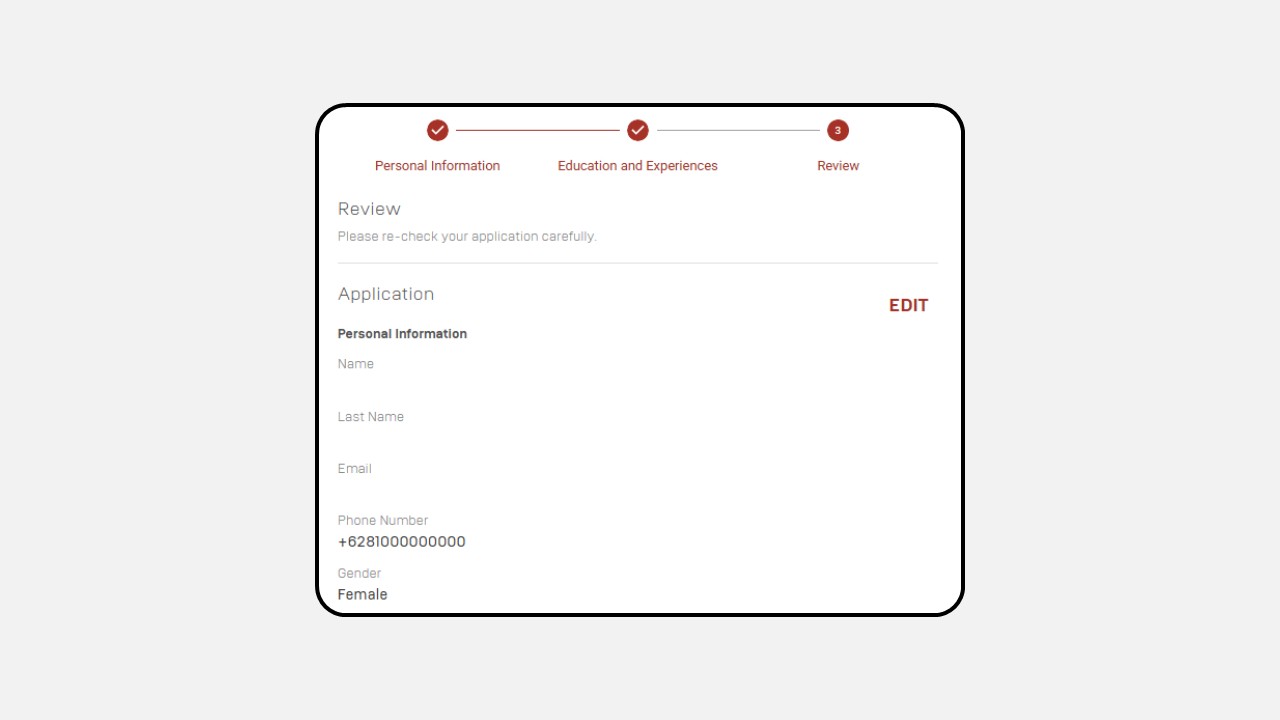 3
Personal Information
Education and Experiences
Review
Review
Please re-check your application carefully.
Application
EDIT
Personal Information
Name
Last Name
Email
Phone Number
+6281000000000
Gender
Female